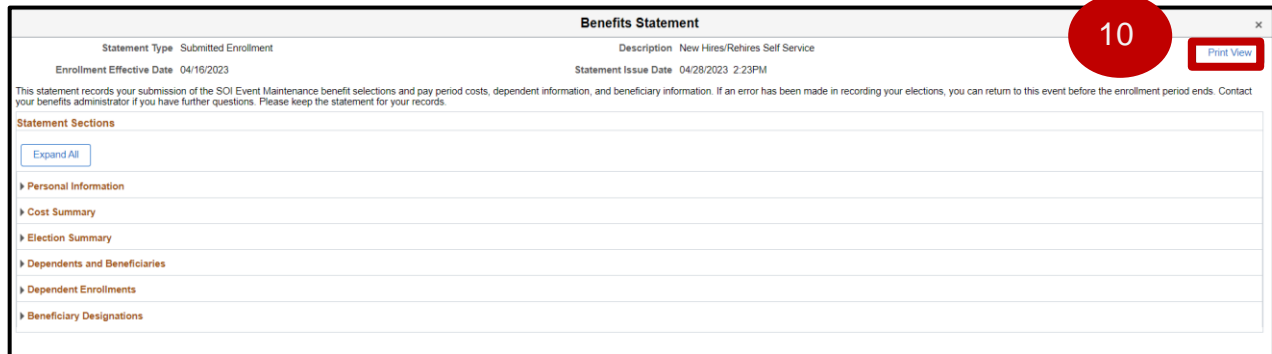 Benefits Statement
×
10
Statement Type Submitted Enrollment
Description New Hires/Rehires Self Service
Print View
Enrollment Effective Date 04/16/2023
Statement Issue Date 04/28/2023 2:23PM
This statement records your submission of the SOI Event Maintenance benefit selections and pay period costs, dependent information, and beneficiary information. If an error has been made in recording your elections, you can return to this event before the enrollment period ends. Contact
your benefits administrator if you have further questions. Please keep the statement for your records.
Statement Sections
Expand All
Personal Information
Cost Summary
Election Summary
Dependents and Beneficiaries
Dependent Enrollments
Beneficiary Designations